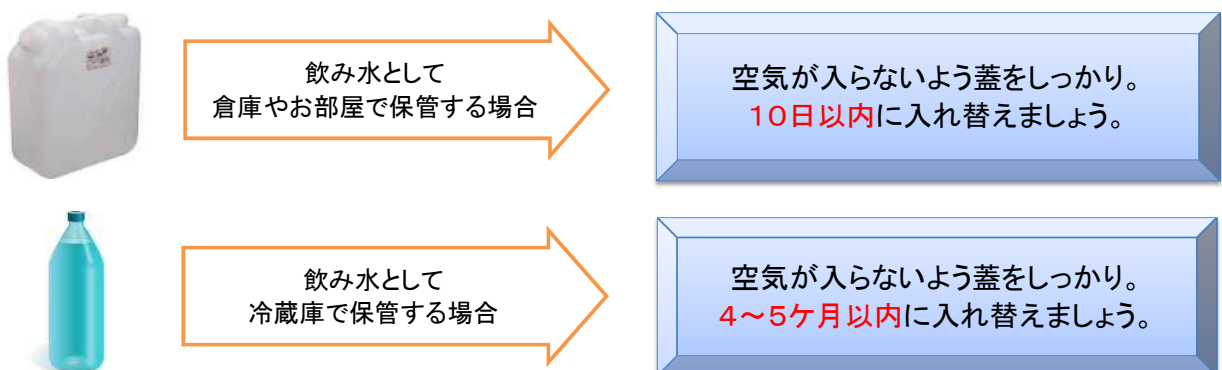 飲み水として
倉庫やお部屋で保管する場合
空気が入らないよう蓋をしっかり。
10日以内に入れ替えましょう。
飲み水として
冷蔵庫で保管する場合
空気が入らないよう蓋をしっかり。
4~5ケ月以内に入れ替えましょう。